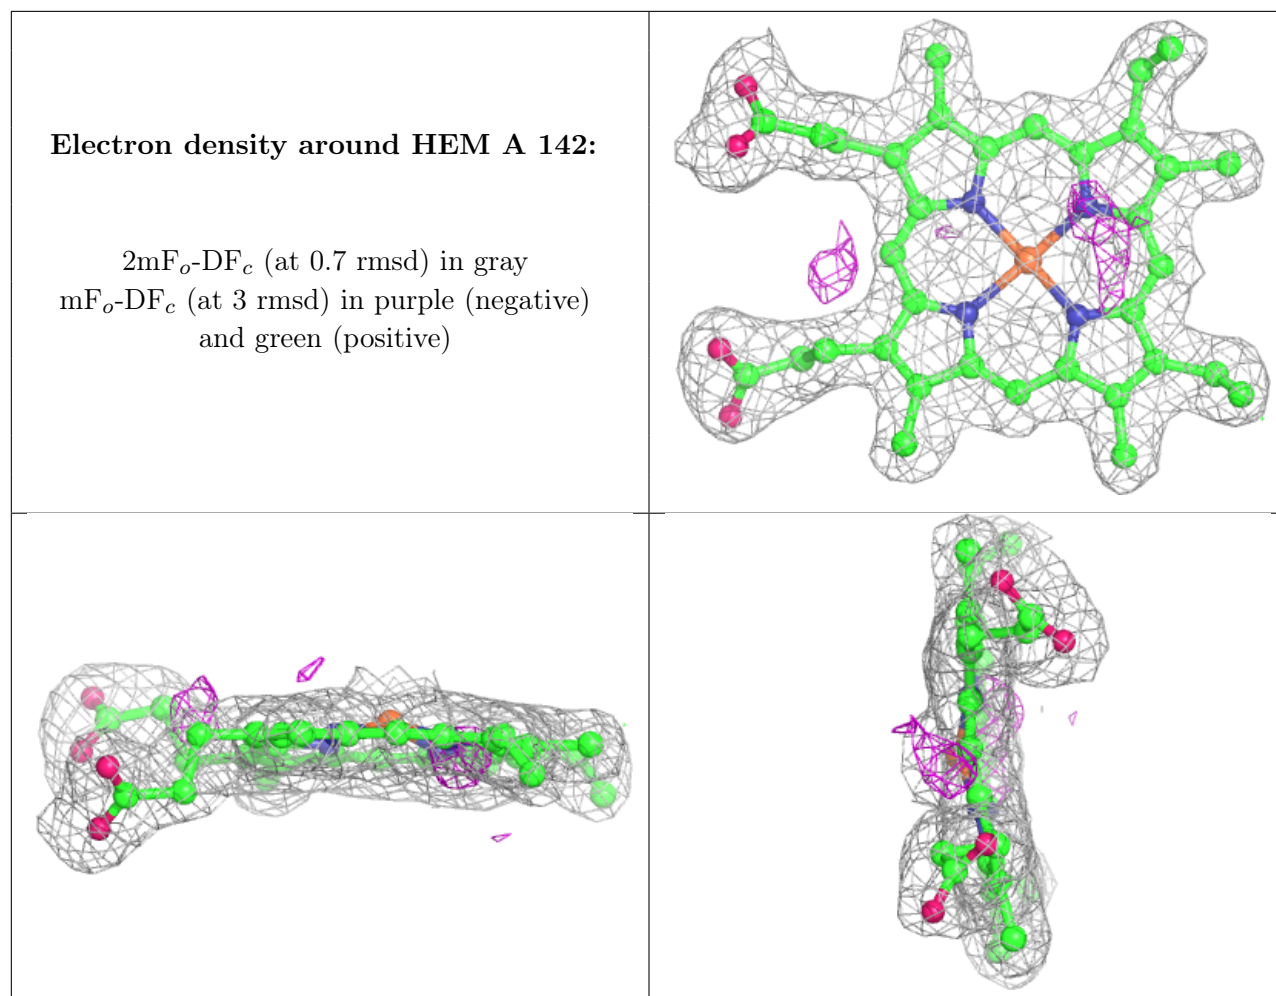 Electron density around HEM A 142:
2mFₒ-DF𝒸 (at 0.7 rmsd) in gray
mFₒ-DF𝒸 (at 3 rmsd) in purple (negative)
and green (positive)